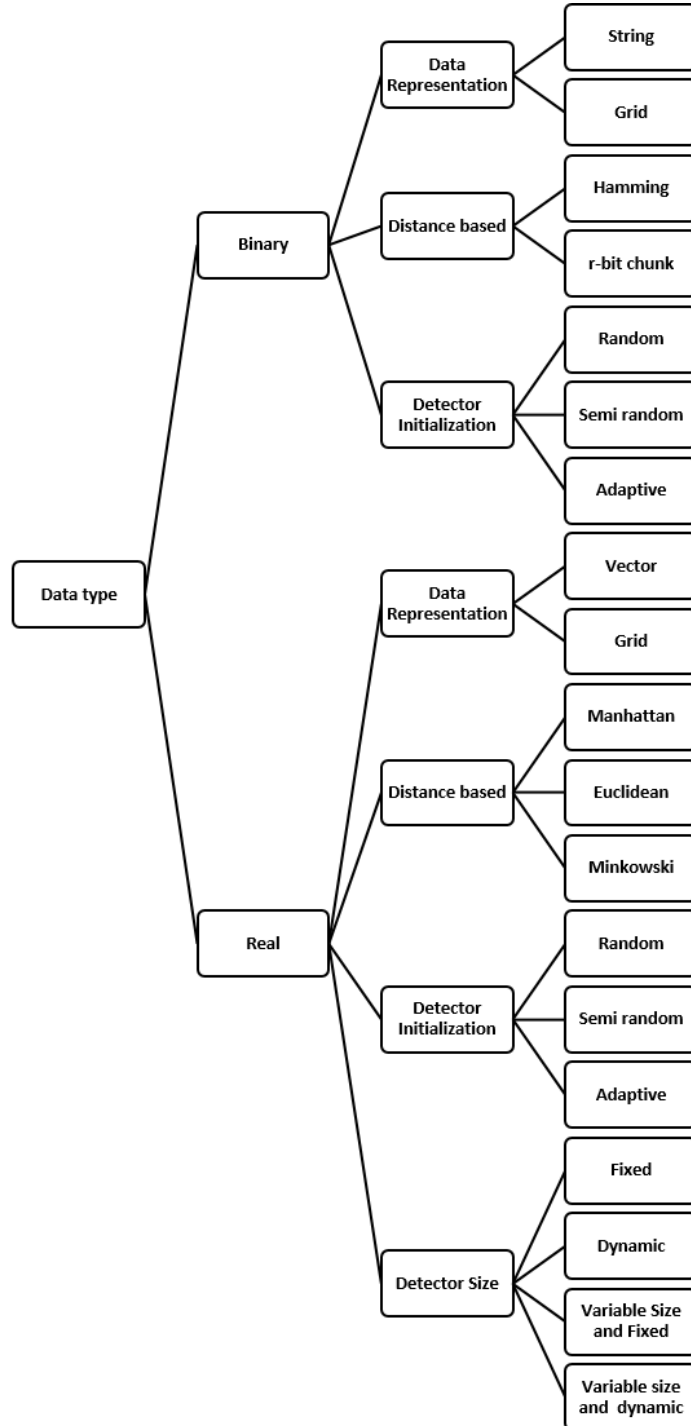 Data type
Binary
Data
Representation
String
Grid
Distance based
Hamming
r-bit chunk
Detector
Initialization
Random
Semi random
Adaptive
Real
Data
Representation
Vector
Grid
Distance based
Manhattan
Euclidean
Minkowski
Detector
Initialization
Random
Semi random
Adaptive
Detector Size
Fixed
Dynamic
Variable Size
and Fixed
Variable size
and dynamic